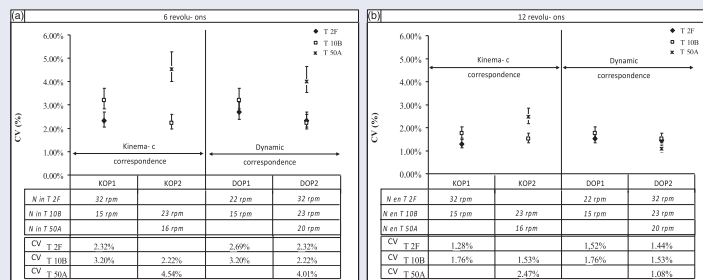 (a) 6 revolu- ons
T 2F
T 10B
T 50A
6.00%
5.00%
4.00%
3.00%
2.00%
1.00%
0.00%
CV (%)
Kinema- c
correspondence
Dynamic
correspondence
KOP1 KOP2 DOP1 DOP2
N in T 2F 32 rpm 22 rpm 32 rpm
N in T 10B 15 rpm 23 rpm 15 rpm 23 rpm
N in T 50A 16 rpm 20 rpm
CV T 2F 2.32% 2.69% 2.32%
CV T 10B 3.20% 2.22% 3.20% 2.22%
CV T 50A 4.54% 4.01%
(b) 12 revolu- ons
T 2F
T 10B
T 50A
6.00%
5.00%
4.00%
3.00%
2.00%
1.00%
0.00%
CV (%)
Kinema- c
correspondence
Dynamic
correspondence
KOP1 KOP2 DOP1 DOP2
N en T 2F 32 rpm 22 rpm 32 rpm
N en T 10B 15 rpm 23 rpm 15 rpm 23 rpm
N en T 50A 16 rpm 20 rpm
CV T 2F 1.28% 1,52% 1.44%
CV T 10B 1.76% 1.53% 1.76% 1.53%
CV T 50A 2.47% 1.08%